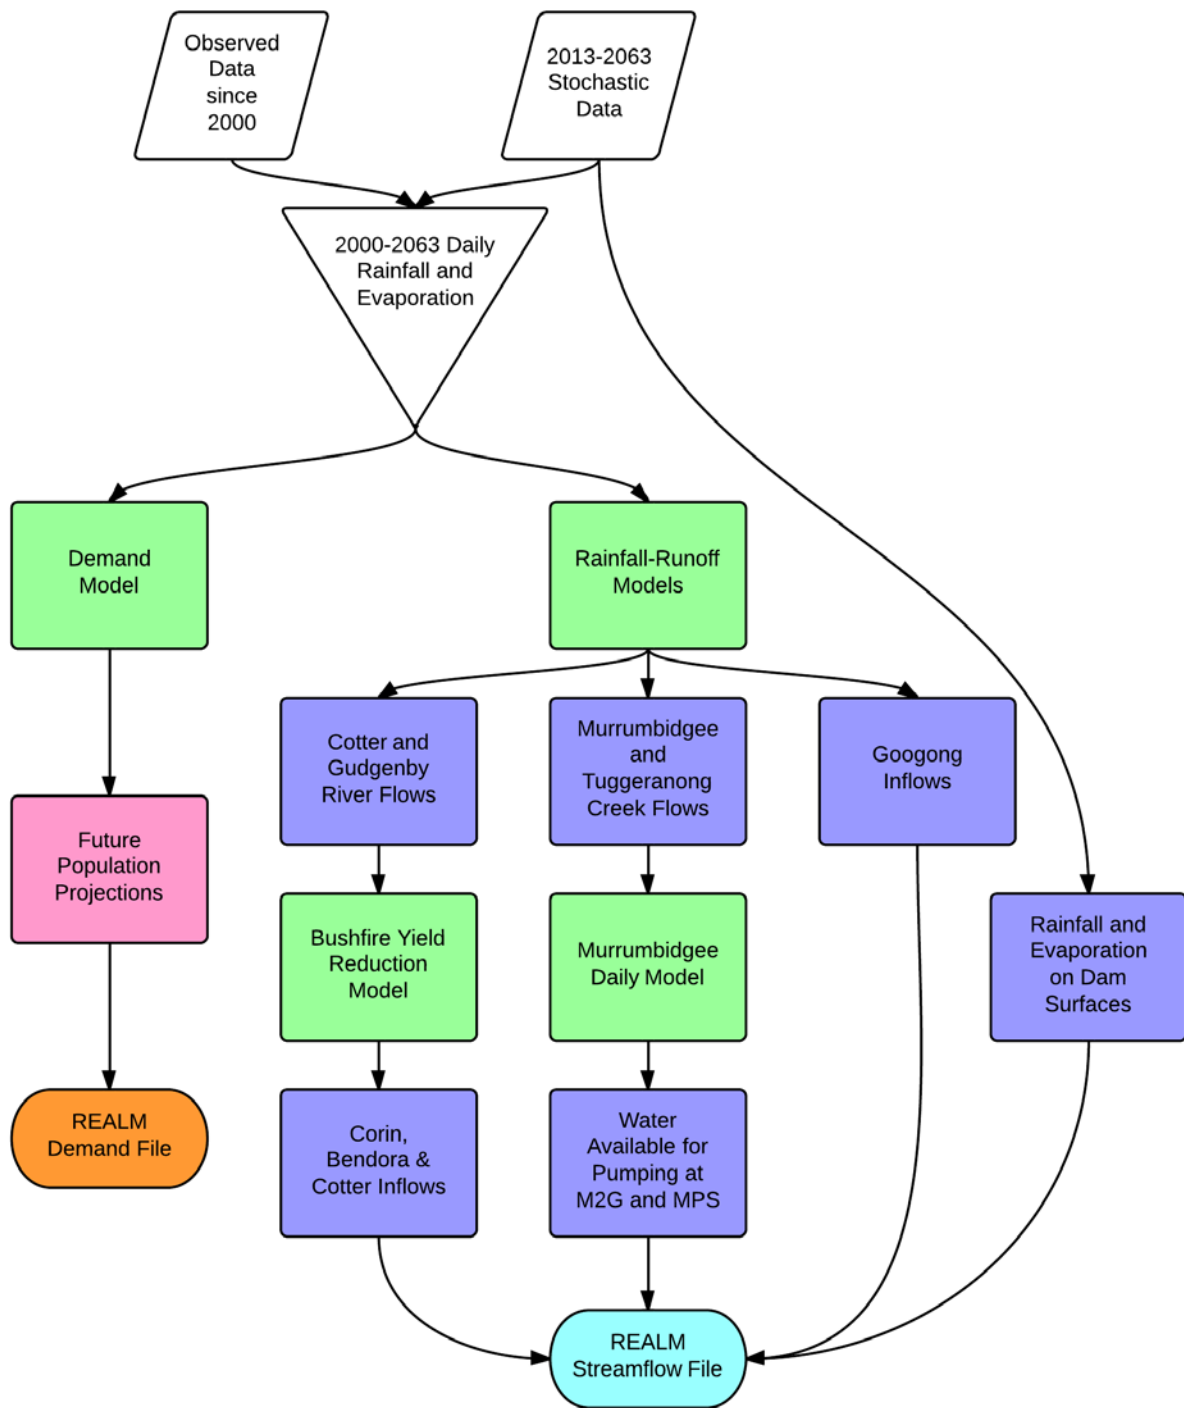 Observed
Data
since
2000
2013-2063
Stochastic
Data
2000-2063 Daily
Rainfall and
Evaporation
Demand
Model
Rainfall-Runoff
Models
Cotter and
Gudgenby
River Flows
Murrumbidgee
and
Tuggeranong
Creek Flows
Googong
Inflows
Future
Population
Projections
Bushfire Yield
Reduction
Model
Murrumbidgee
Daily Model
Rainfall and
Evaporation
on Dam
Surfaces
REALM
Demand File
Corin,
Bendora &
Cotter Inflows
Water
Available for
Pumping at
M2G and MPS
REALM
Streamflow File